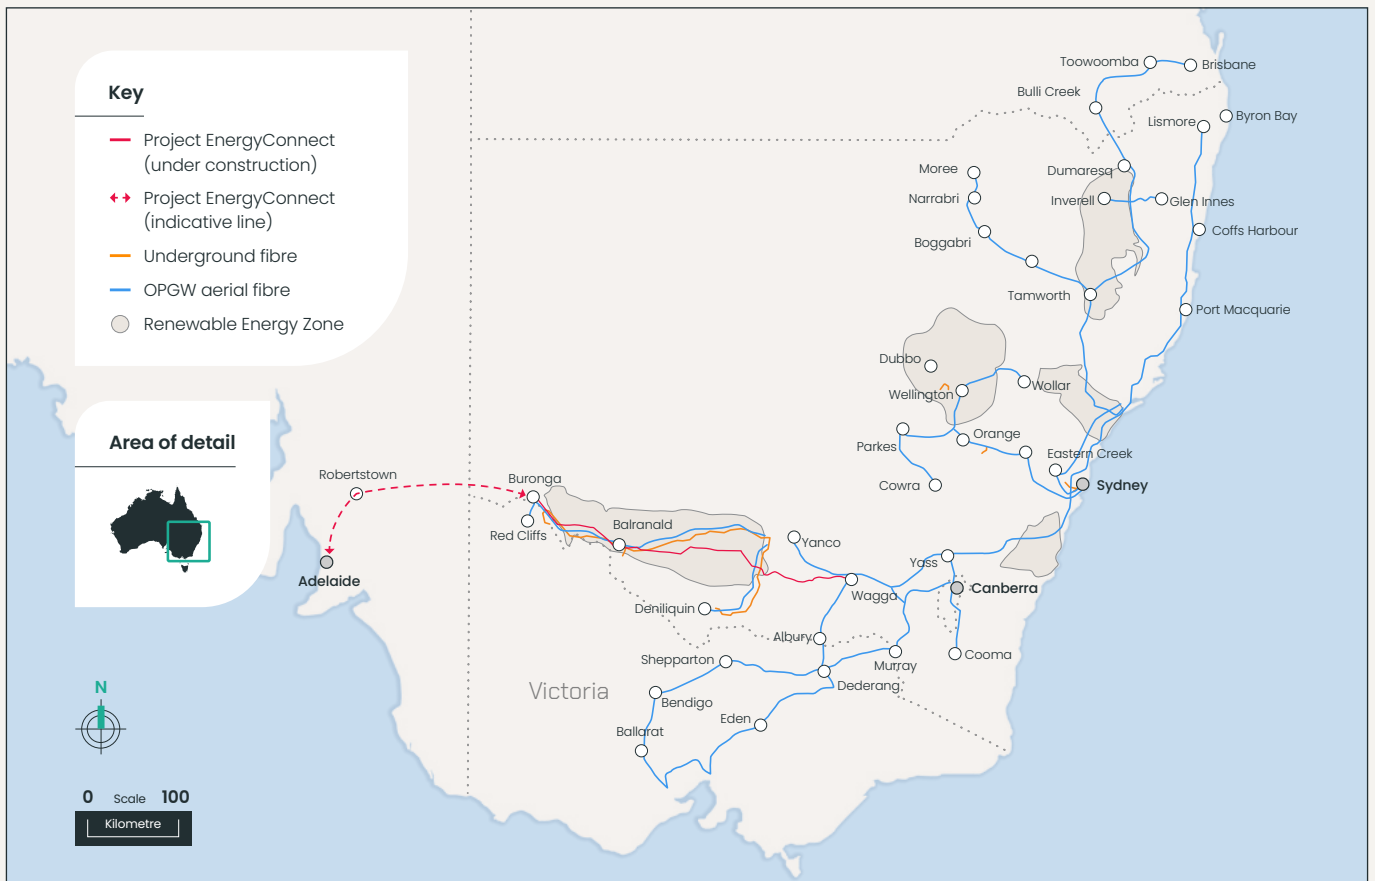 Key
Project EnergyConnect
(under construction)
Project EnergyConnect
(indicative line)
Underground fibre
OPGW aerial fibre
Renewable Energy Zone
Area of detail
N
0 Scale 100
Kilometre
Toowoomba
Brisbane
Bulli Creek
Lismore
Byron Bay
Moree
Dumaresq
Narrabri
Inverell
Glen Innes
Boggabri
Coffs Harbour
Tamworth
Port Macquarie
Dubbo
Wollar
Wellington
Orange
Parkes
Eastern Creek
Cowra
Sydney
Robertstown
Buronga
Red Cliffs
Balranald
Yanco
Yass
Adelaide
Canberra
Wagga
Deniliquin
Albury
Shepparton
Murray
Cooma
Dederang
Victoria
Bendigo
Eden
Ballarat